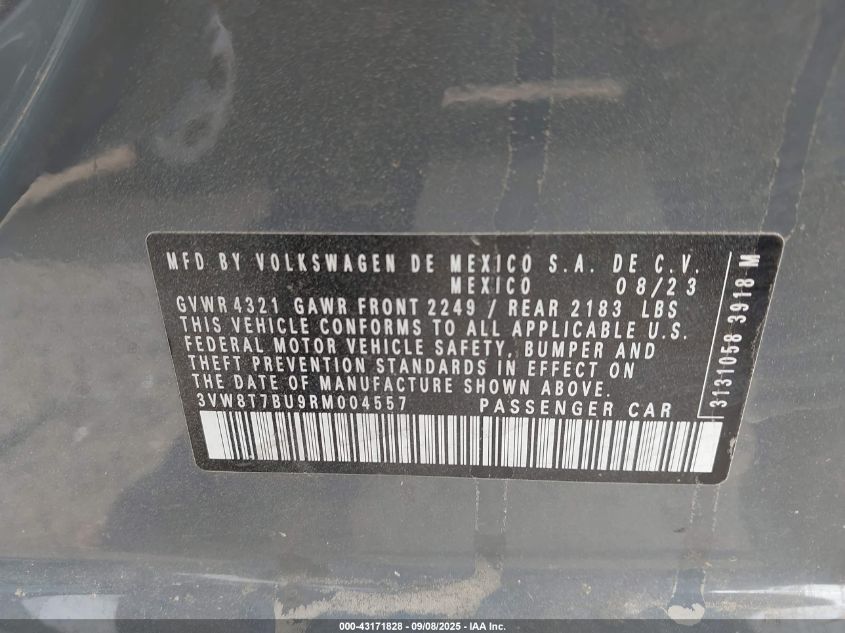 MFD BY VOLKSWAGEN DE MEXICO S.A. DE C.V.
MEXICO 08/23
GVWR 4321 GAWR FRONT 2249 / REAR 2183 LBS
THIS VEHICLE CONFORMS TO ALL APPLICABLE U.S.
FEDERAL MOTOR VEHICLE SAFETY, BUMPER AND
THEFT PREVENTION STANDARDS IN EFFECT ON
THE DATE OF MANUFACTURE SHOWN ABOVE.
3VW8T7BU9RM004557 PASSENGER CAR
3131058 3918 M
000-43171828 - 09/08/2025 - IAA Inc.